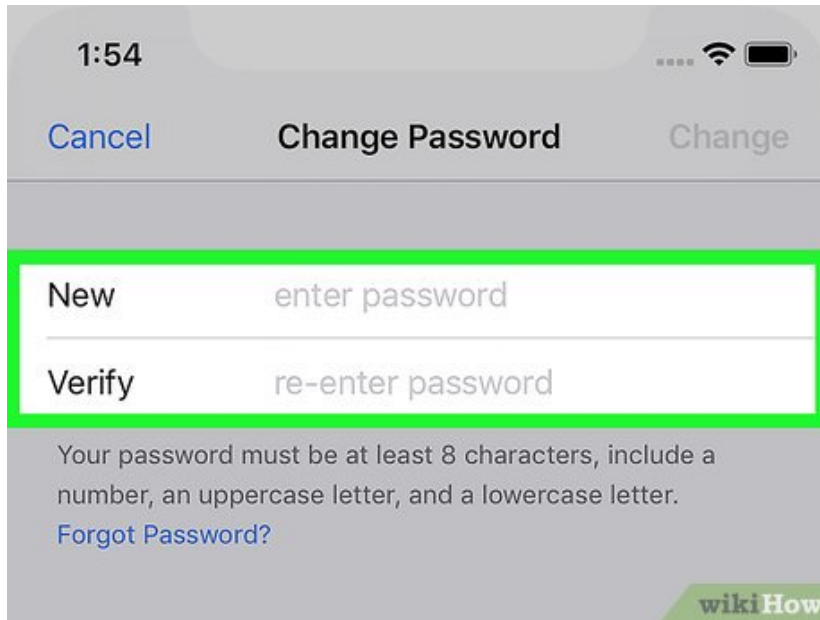 1:54
Cancel Change Password Change
New enter password
Verify re-enter password
Your password must be at least 8 characters, include a
number, an uppercase letter, and a lowercase letter.
Forgot Password?
wikiHow